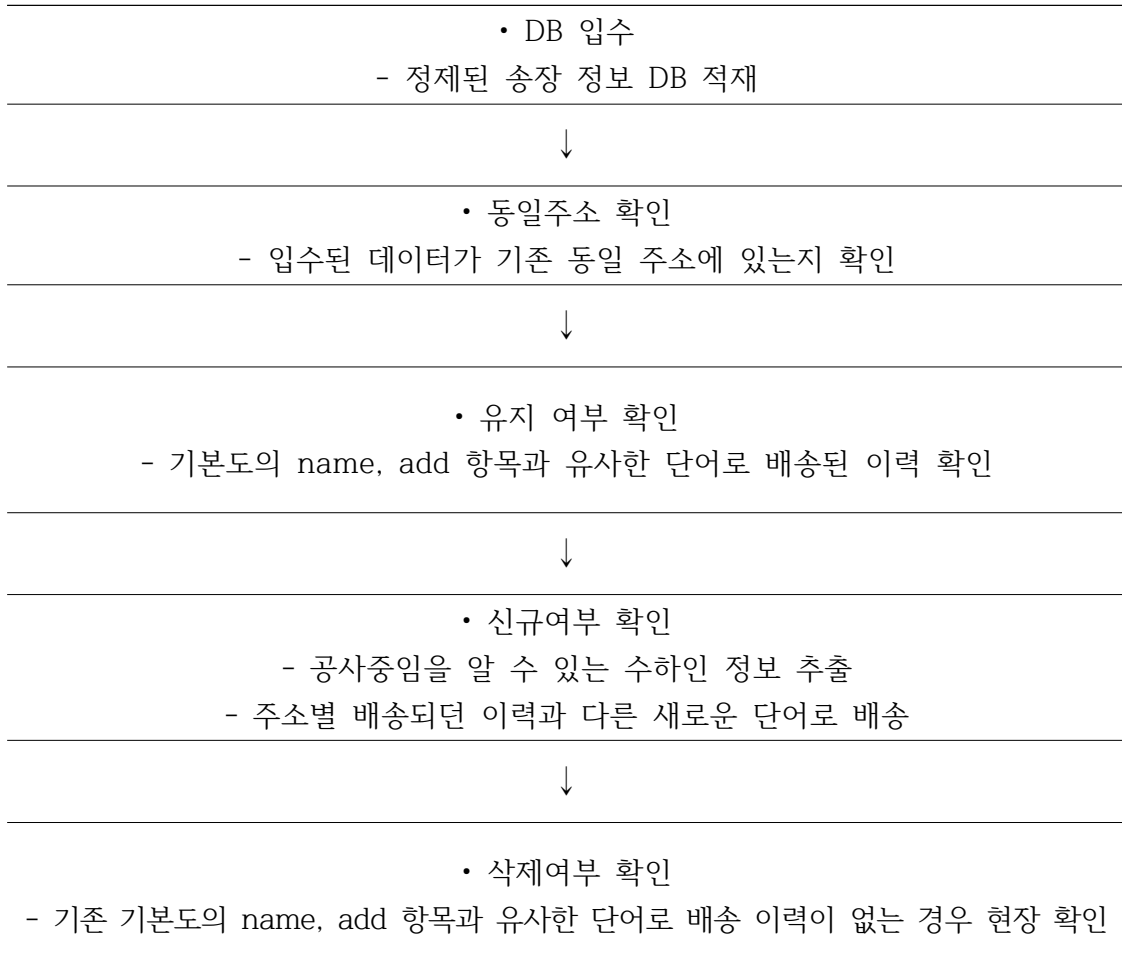 • DB 입수
- 정제된 송장 정보 DB 적재
↓
• 동일주소 확인
- 입수된 데이터가 기존 동일 주소에 있는지 확인
↓
• 유지 여부 확인
- 기본도의 name, add 항목과 유사한 단어로 배송된 이력 확인
↓
• 신규여부 확인
- 공사중임을 알 수 있는 수하인 정보 추출
- 주소별 배송되던 이력과 다른 새로운 단어로 배송
↓
• 삭제여부 확인
- 기존 기본도의 name, add 항목과 유사한 단어로 배송 이력이 없는 경우 현장 확인